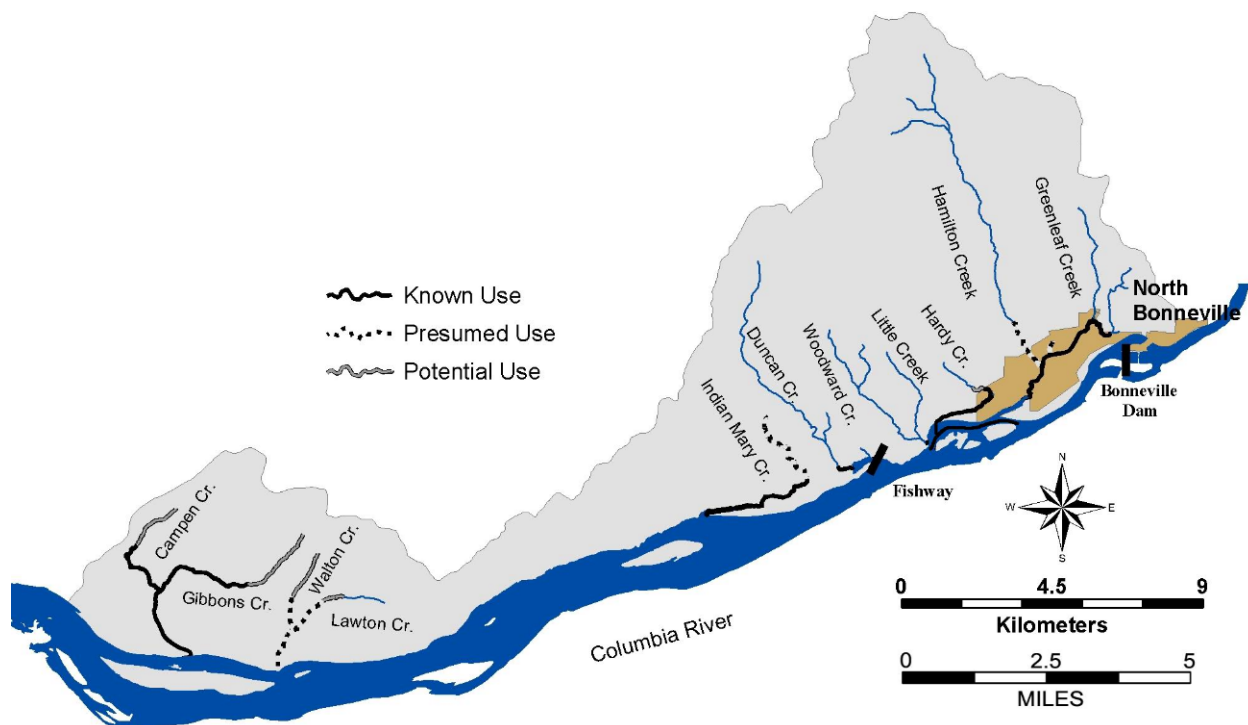 Hamilton Creek
Greenleaf Creek
North
Bonneville
Known Use
Presumed Use
Potential Use
Duncan Cr.
Woodward Cr.
Little Creek
Hardy Cr.
Bonneville
Dam
Indian Mary Cr.
Fishway
N
W
E
S
Campen Cr.
Gibbons Cr.
Walton Cr.
Lawton Cr.
Columbia River
0 4.5 9
Kilometers
0 2.5 5
MILES